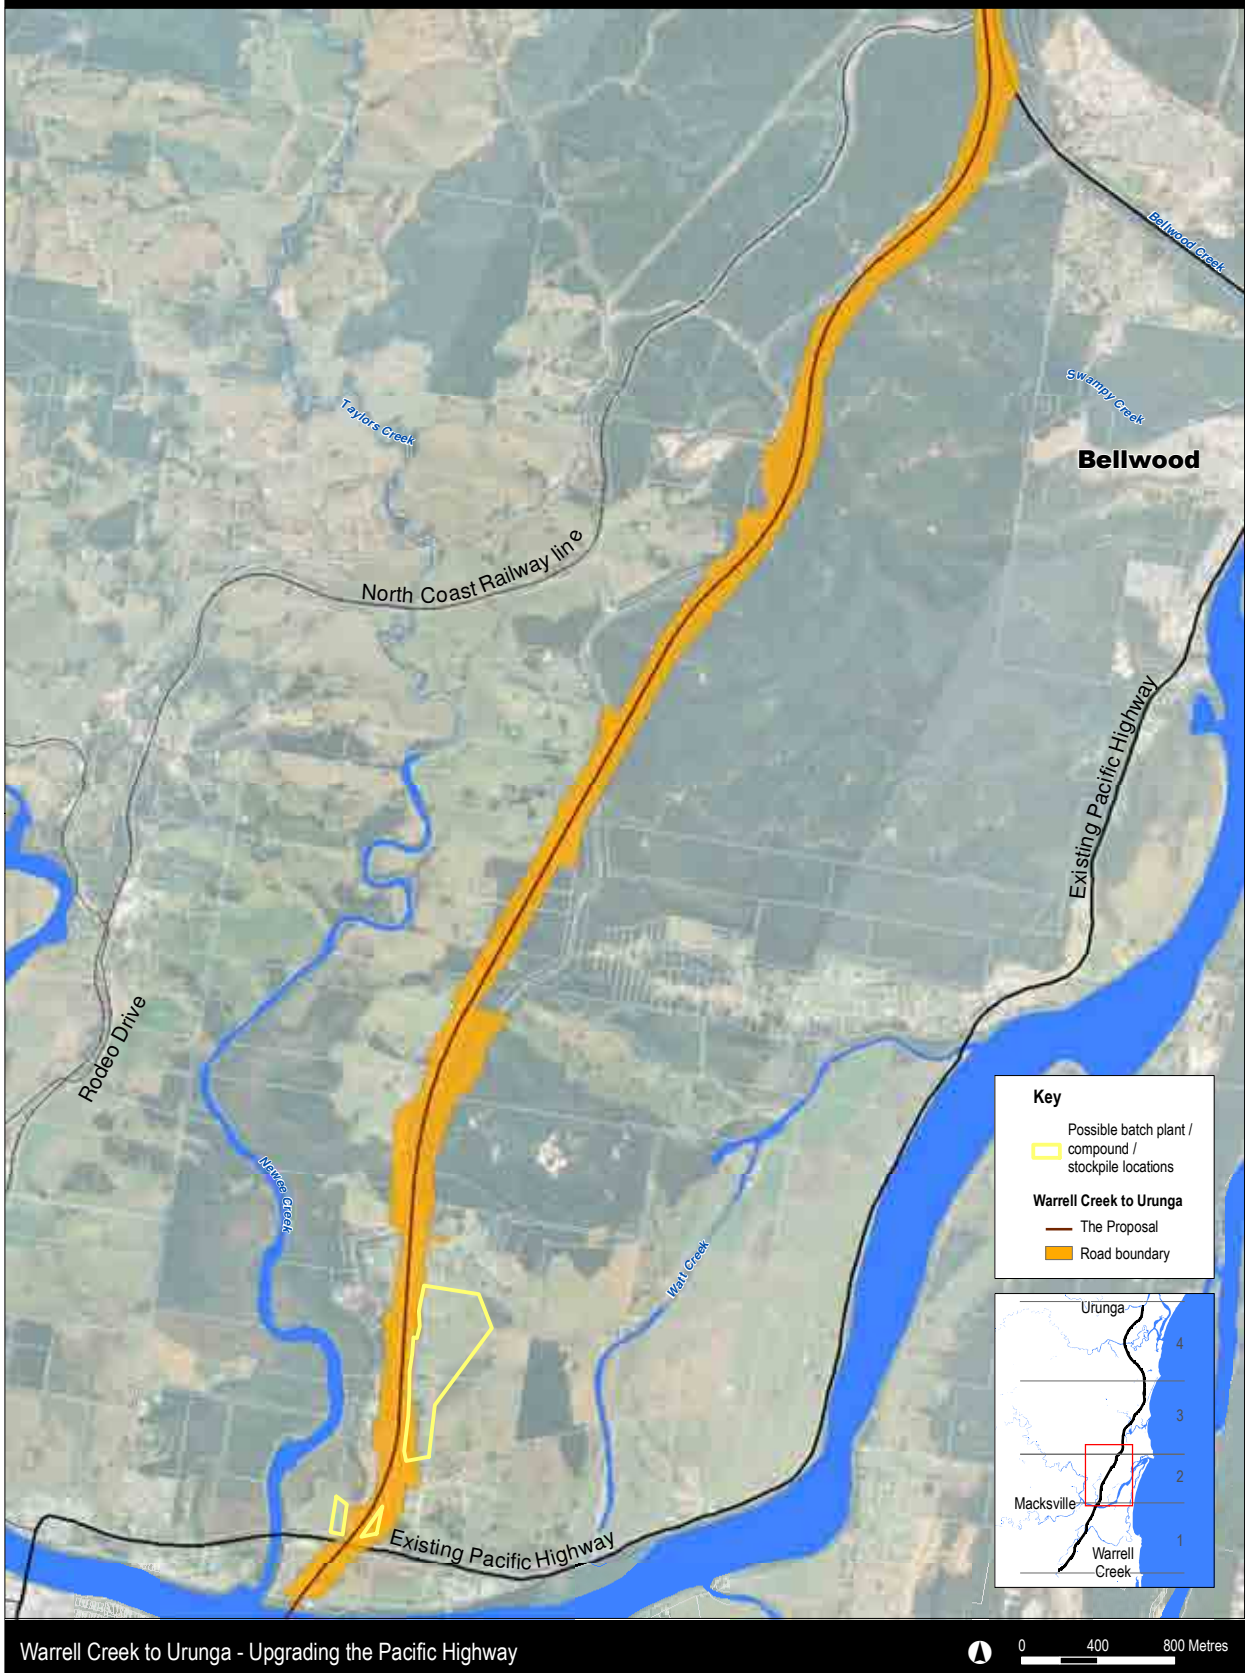 Bellwood Creek
Swampy Creek
Taylors Creek
Bellwood
North Coast Railway line
Existing Pacific Highway
Rodeo Drive
Newee Creek
Watt Creek
Existing Pacific Highway
Key
Possible batch plant /
compound /
stockpile locations
Warrell Creek to Urunga
The Proposal
Road boundary
Urunga
4
3
2
Macksville
1
Warrell
Creek
Warrell Creek to Urunga - Upgrading the Pacific Highway
0 400 800 Metres